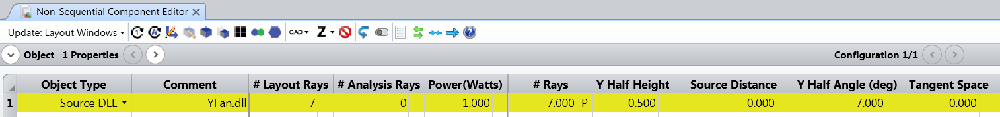 Non-Sequential Component Editor
Update: Layout Windows CAD Z
Object 1 Properties Configuration 1/1
Object Type Comment # Layout Rays # Analysis Rays Power(Watts) # Rays Y Half Height Source Distance Y Half Angle (deg) Tangent Space
1 Source DLL YFan.dll 7 0 1.000 7.000 P 0.500 0.000 7.000 0.000